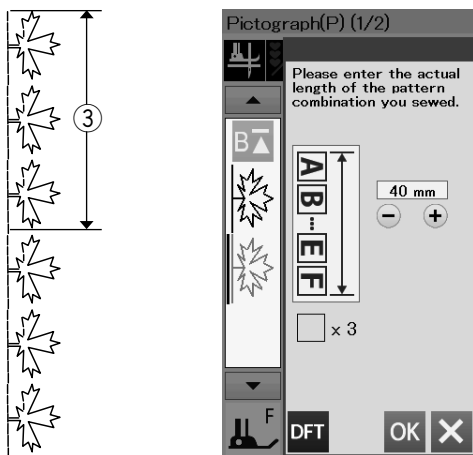 ③
Pictograph(P) (1/2)
Please enter the actual
length of the pattern
combination you sewed.
B
A
B
E
F
40 mm
x 3
F
DFT
OK